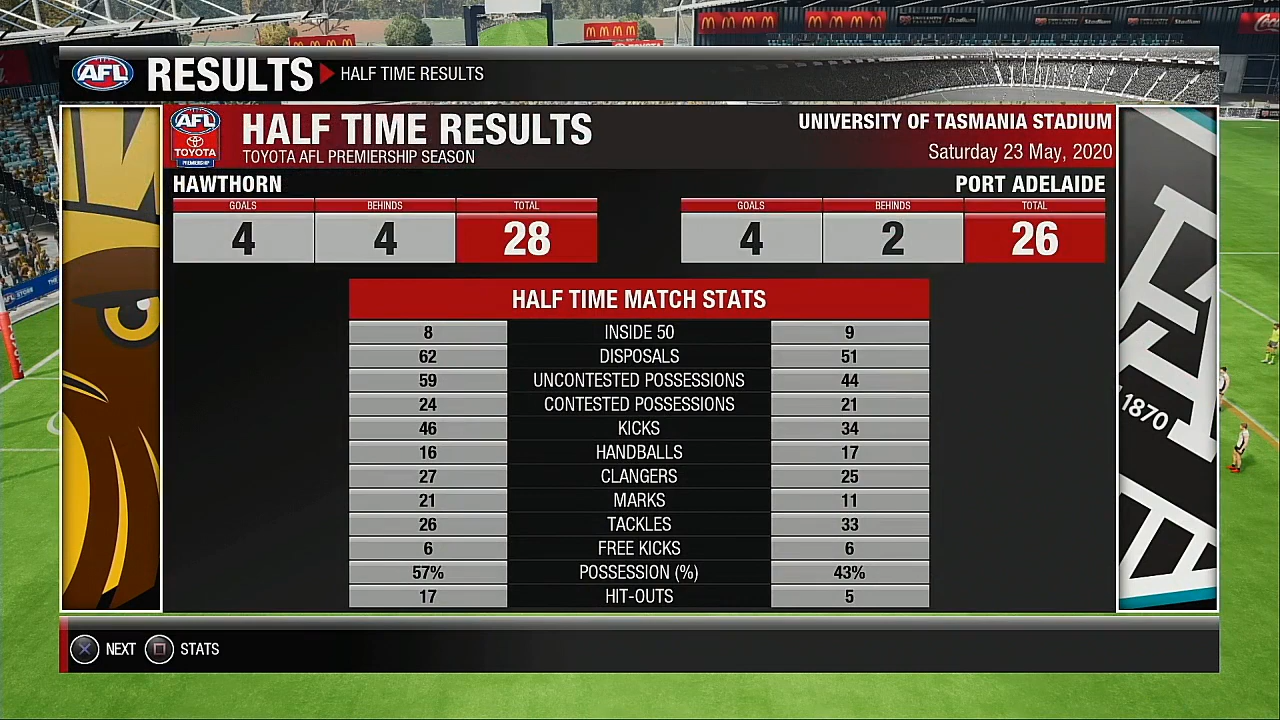 AFL RESULTS HALF TIME RESULTS
AFL
TOYOTA
PREMIERSHIP
HALF TIME RESULTS
TOYOTA AFL PREMIERSHIP SEASON
UNIVERSITY OF TASMANIA STADIUM
Saturday 23 May, 2020
HAWTHORN
PORT ADELAIDE
GOALS BEHINDS TOTAL GOALS BEHINDS TOTAL
4 4 28 4 2 26
HALF TIME MATCH STATS
8 INSIDE 50 9
62 DISPOSALS 51
59 UNCONTESTED POSSESSIONS 44
24 CONTESTED POSSESSIONS 21
46 KICKS 34
16 HANDBALLS 17
27 CLANGERS 25
21 MARKS 11
26 TACKLES 33
6 FREE KICKS 6
57% POSSESSION (%) 43%
17 HIT-OUTS 5
1870
NEXT STATS